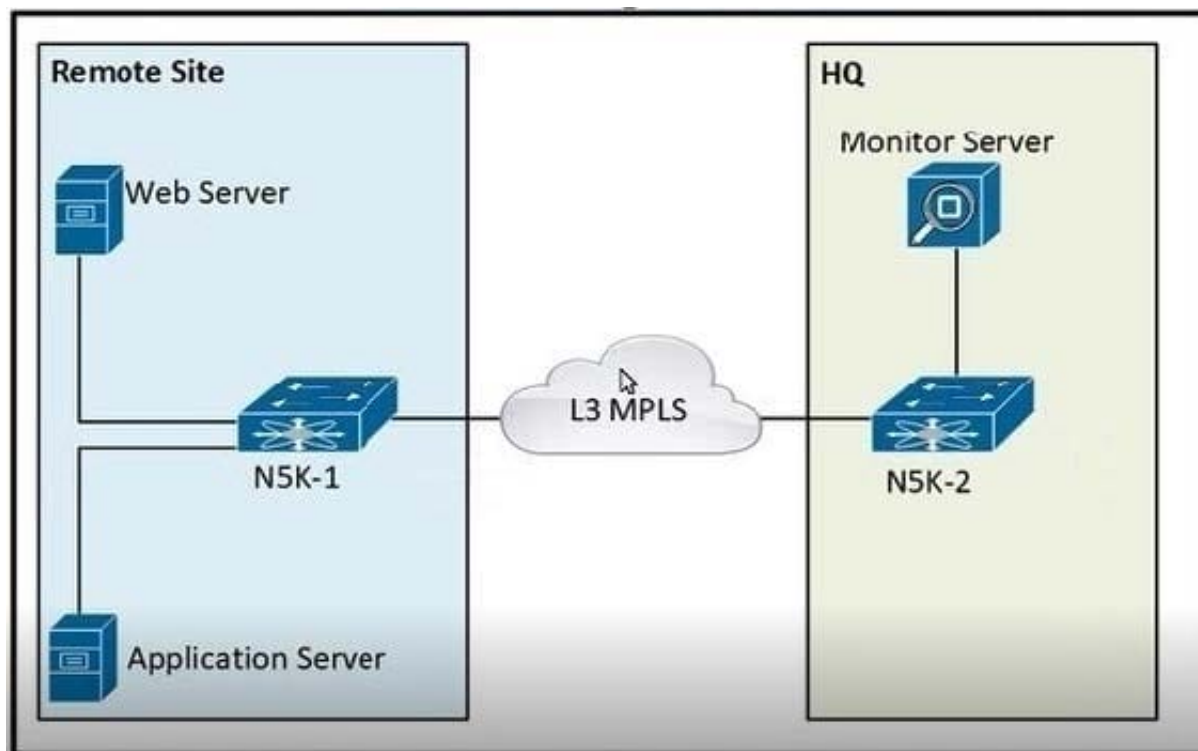 Remote Site
HQ
Monitor Server
Web Server
L3 MPLS
N5K-1
N5K-2
Application Server